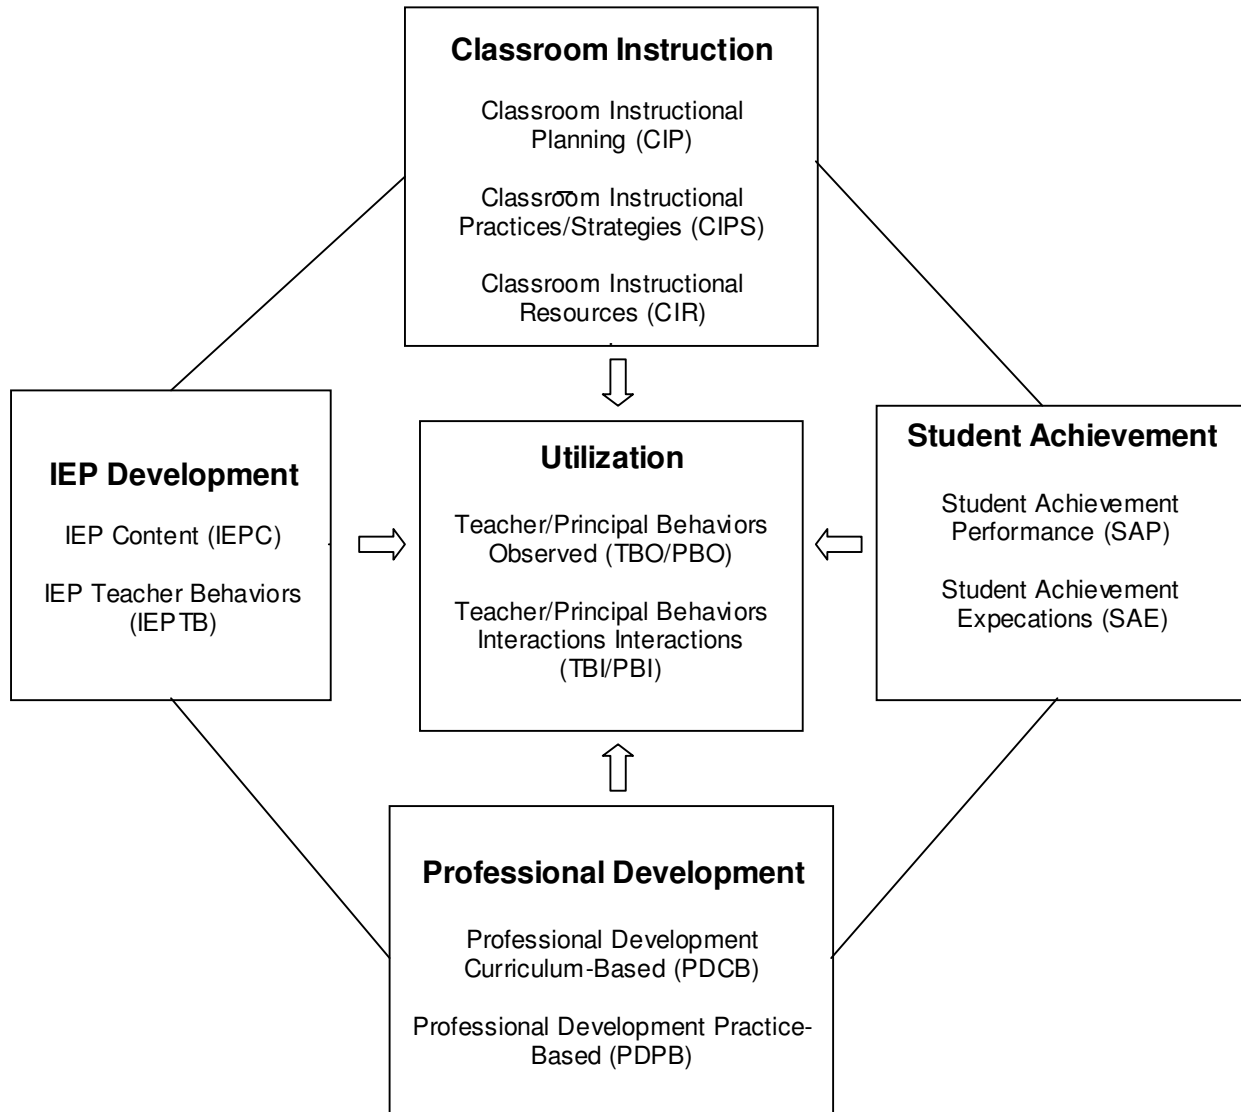 Classroom Instruction
Classroom Instructional
Planning (CIP)
Classroom Instructional
Practices/Strategies (CIPS)
Classroom Instructional
Resources (CIR)
IEP Development
IEP Content (IEPC)
IEP Teacher Behaviors
(IEPTB)
Utilization
Teacher/Principal Behaviors
Observed (TBO/PBO)
Teacher/Principal Behaviors
Interactions Interactions
(TBI/PBI)
Student Achievement
Student Achievement
Performance (SAP)
Student Achievement
Expecations (SAE)
Professional Development
Professional Development
Curriculum-Based (PDCB)
Professional Development Practice-
Based (PDPB)